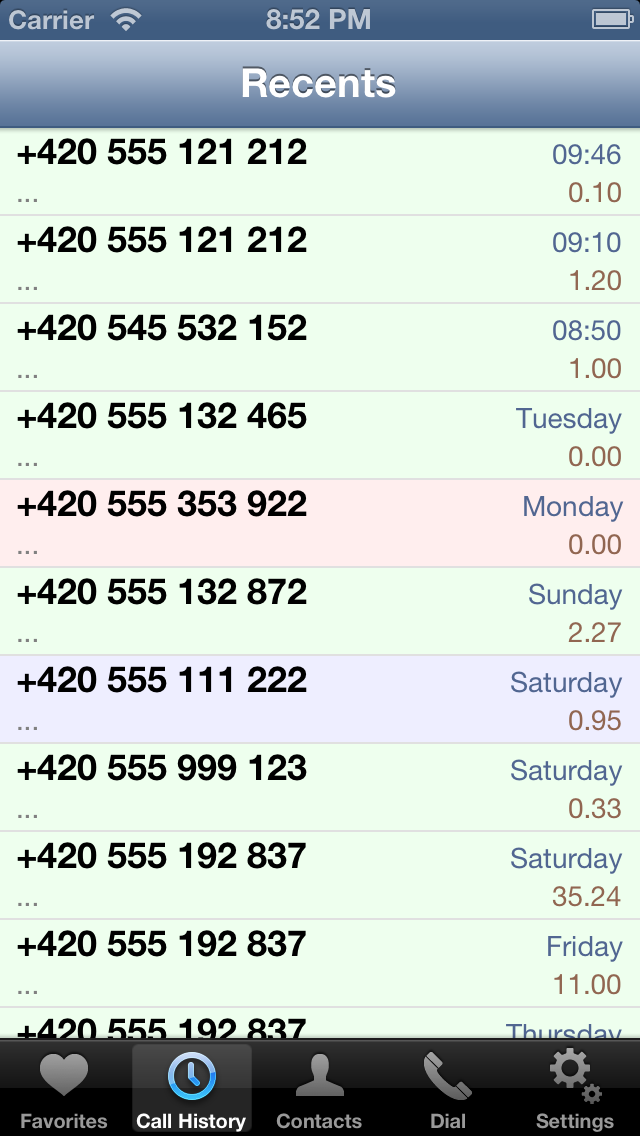 Carrier 8:52 PM
Recents
+420 555 121 212 09:46
... 0.10
+420 555 121 212 09:10
... 1.20
+420 545 532 152 08:50
... 1.00
+420 555 132 465 Tuesday
... 0.00
+420 555 353 922 Monday
... 0.00
+420 555 132 872 Sunday
... 2.27
+420 555 111 222 Saturday
... 0.95
+420 555 999 123 Saturday
... 0.33
+420 555 192 837 Saturday
... 35.24
+420 555 192 837 Friday
... 11.00
+420 555 192 837 Thursday
Favorites Call History Contacts Dial Settings